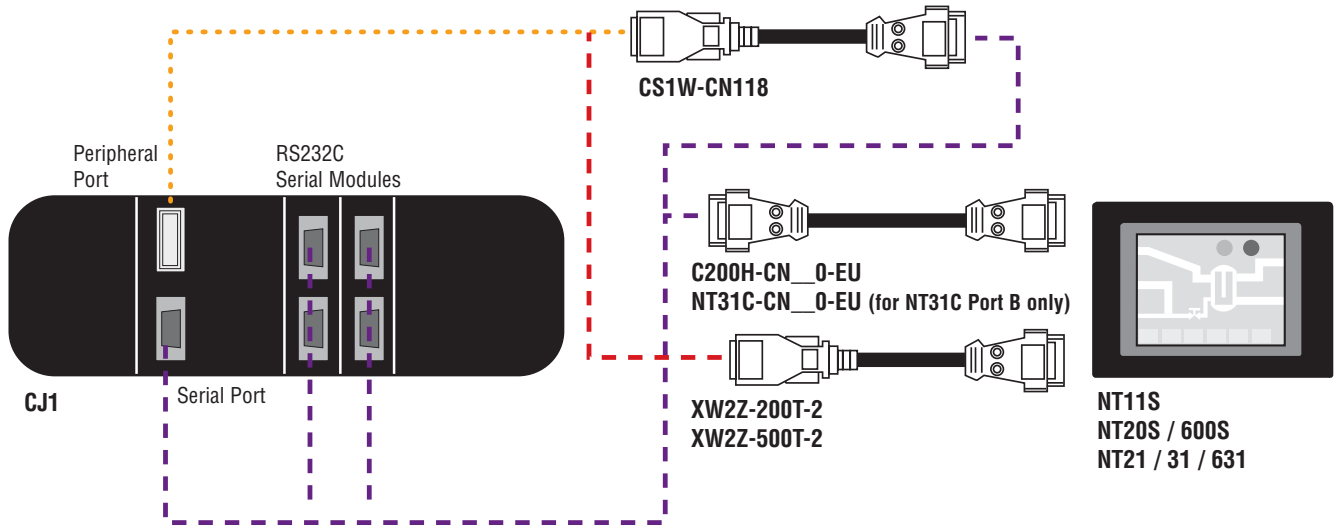 CS1W-CN118
Peripheral
Port
RS232C
Serial Modules
C200H-CN__0-EU
NT31C-CN__0-EU (for NT31C Port B only)
CJ1
Serial Port
XW2Z-200T-2
XW2Z-500T-2
NT11S
NT20S / 600S
NT21 / 31 / 631